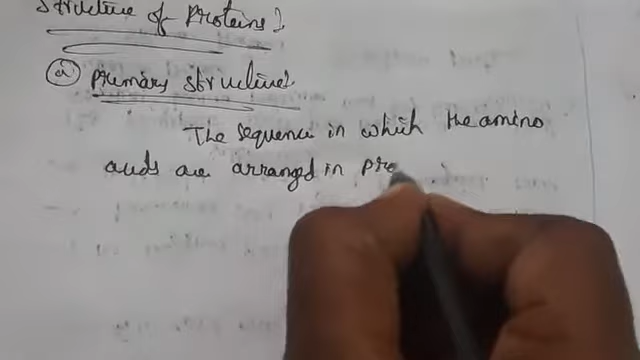 Structure of Proteins:
(a) Primary structure:
The sequence in which the amino
acids are arranged in pro